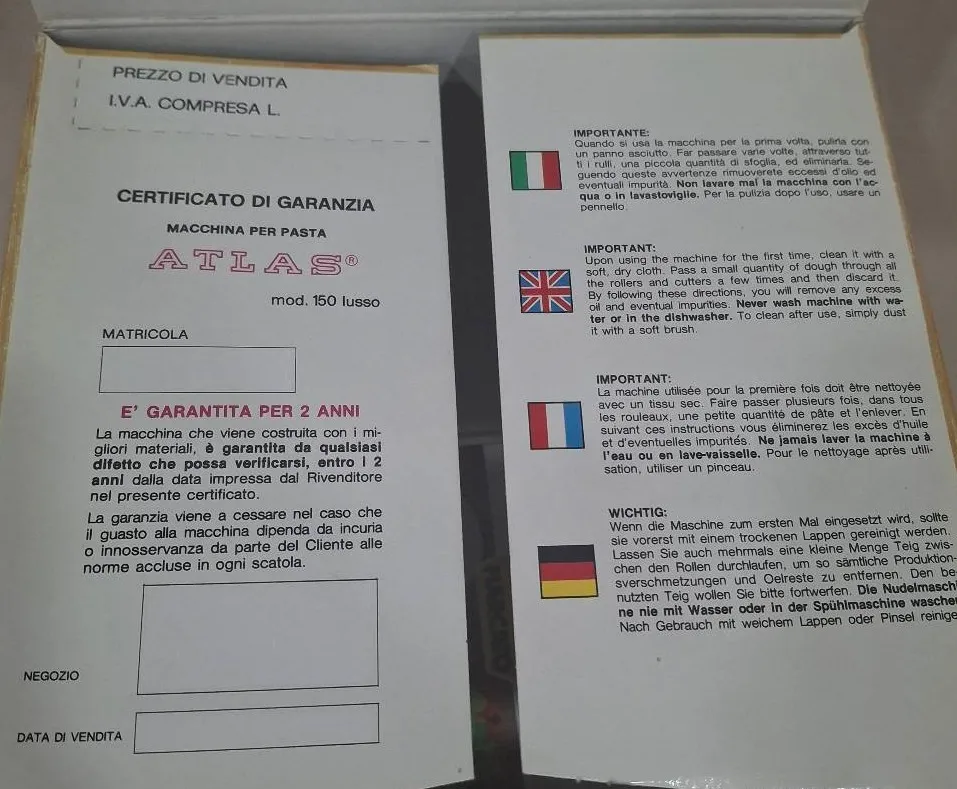 PREZZO DI VENDITA
I.V.A. COMPRESA L.
CERTIFICATO DI GARANZIA
MACCHINA PER PASTA
ATLAS®
mod. 150 lusso
MATRICOLA
E' GARANTITA PER 2 ANNI
La macchina che viene costruita con i mi-
gliori materiali, è garantita da qualsiasi
difetto che possa verificarsi, entro i 2
anni dalla data impressa dal Rivenditore
nel presente certificato.
La garanzia viene a cessare nel caso che
il guasto alla macchina dipenda da incuria
o innosservanza da parte del Cliente alle
norme accluse in ogni scatola.
NEGOZIO
DATA DI VENDITA
IMPORTANTE:
Quando si usa la macchina per la prima volta, pulirla con
un panno asciutto. Far passare varie volte, attraverso tut-
ti i rulli, una piccola quantità di sfoglia, ed eliminarla. Se-
guendo queste avvertenze rimuoverete eccessi d'olio ed
eventuali impurità. Non lavare mai la macchina con l'ac-
qua o in lavastoviglie. Per la pulizia dopo l'uso, usare un
pennello.
IMPORTANT:
Upon using the machine for the first time, clean it with a
soft, dry cloth. Pass a small quantity of dough through all
the rollers and cutters a few times and then discard it.
By following these directions, you will remove any excess
oil and eventual impurities. Never wash machine with wa-
ter or in the dishwasher. To clean after use, simply dust
it with a soft brush.
IMPORTANT:
La machine utilisée pour la première fois doit être nettoyée
avec un tissu sec. Faire passer plusieurs fois, dans tous
les rouleaux, une petite quantité de pâte et l'enlever. En
suivant ces instructions vous éliminerez les excès d'huile
et d'eventuelles impurités. Ne jamais laver la machine à
l'eau ou en lave-vaisselle. Pour le nettoyage après utili-
sation, utiliser un pinceau.
WICHTIG:
Wenn die Maschine zum ersten Mal eingesetzt wird, sollte
sie vorerst mit einem trockenen Lappen gereinigt werden.
Lassen Sie auch mehrmals eine kleine Menge Teig zwis-
chen den Rollen durchlaufen, um so sämtliche Produktion-
sverschmetzungen und Oelreste zu entfernen. Den be-
nutzten Teig wollen Sie bitte fortwerfen. Die Nudelmasch
ne nie mit Wasser oder in der Spühlmaschine wasche
Nach Gebrauch mit weichem Lappen oder Pinsel reinige